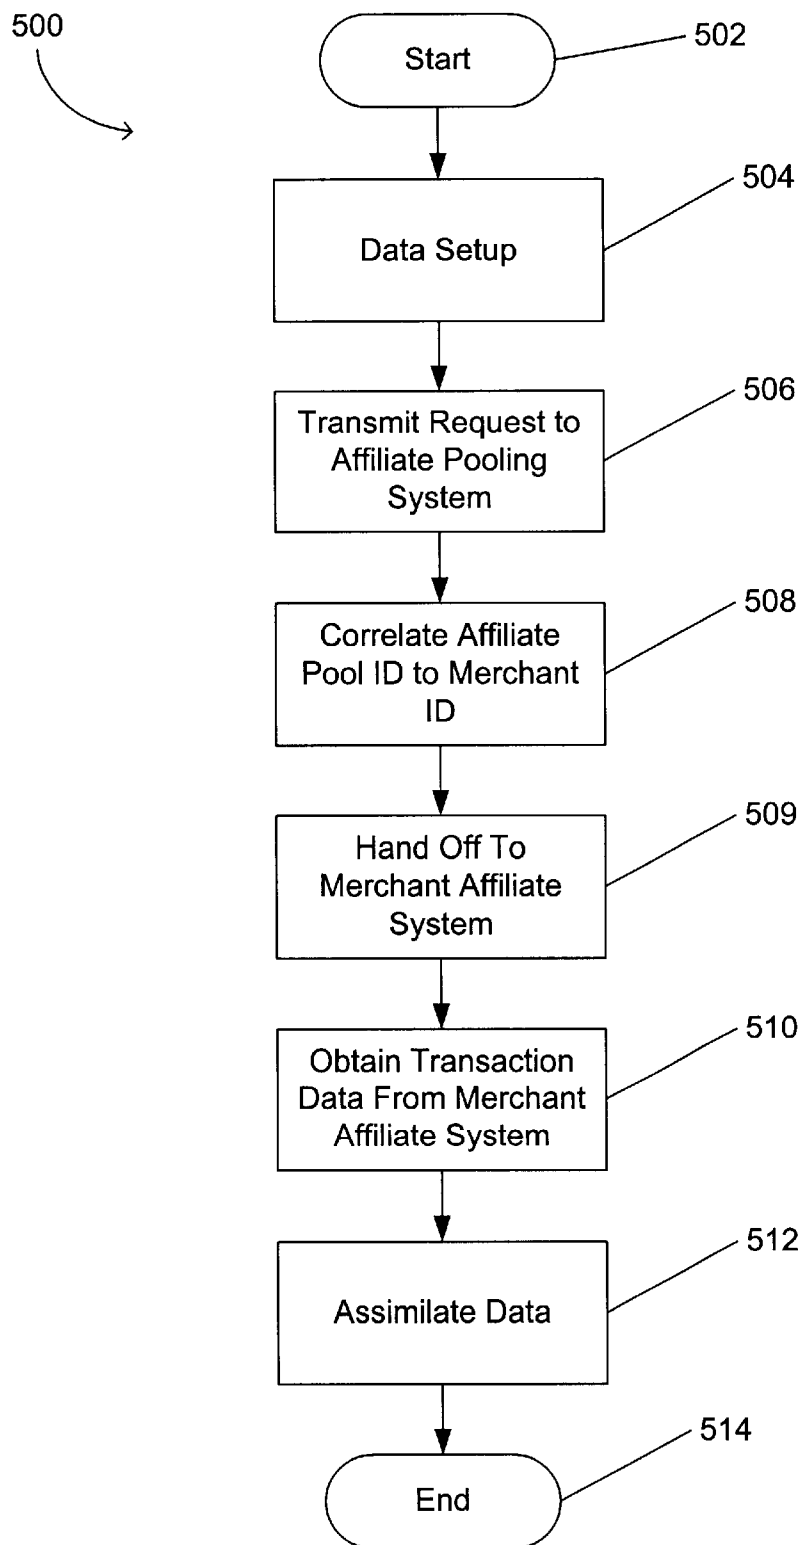 500
Start
502
Data Setup
504
Transmit Request to
Affiliate Pooling
System
506
Correlate Affiliate
Pool ID to Merchant
ID
508
Hand Off To
Merchant Affiliate
System
509
Obtain Transaction
Data From Merchant
Affiliate System
510
Assimilate Data
512
End
514